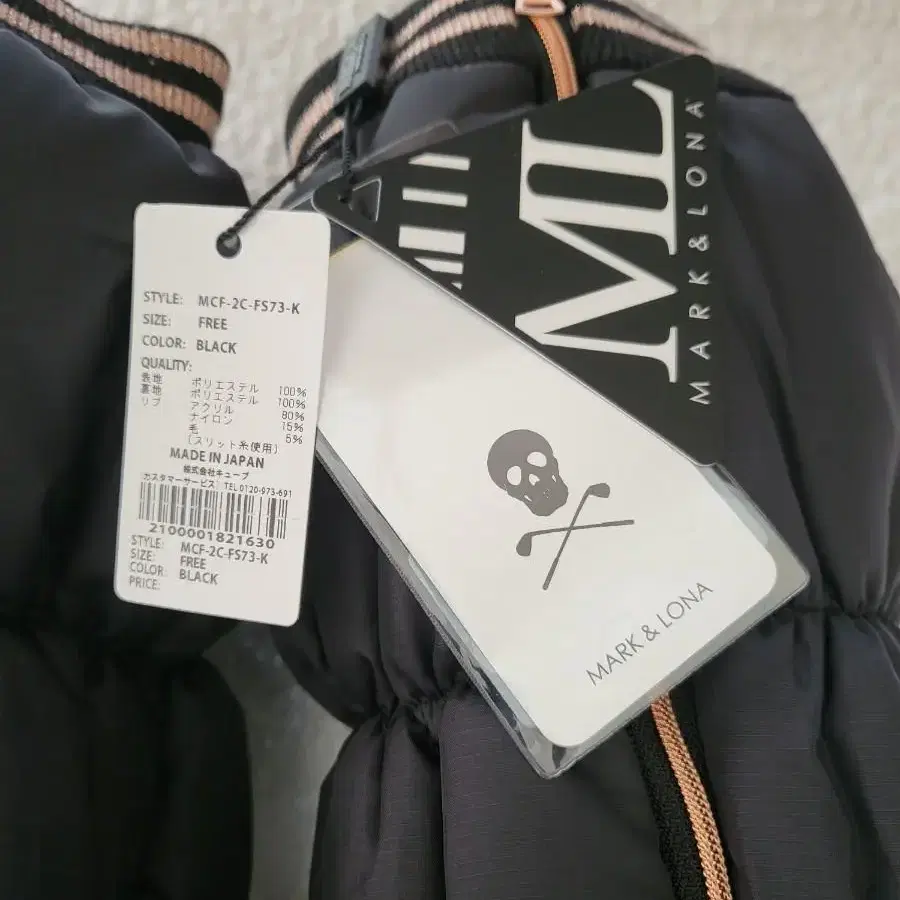 STYLE: MCF-2C-FS73-K
SIZE: FREE
COLOR: BLACK
QUALITY:
表地 ポリエステル 100%
裏地 ポリエステル 100%
リブ アクリル 80%
ナイロン 15%
毛 5%
(スリット糸使用)
MADE IN JAPAN
株式会社キューブ
カスタマーサービス: TEL 0120-973-691
2100001821630
STYLE: MCF-2C-FS73-K
SIZE: FREE
COLOR: BLACK
PRICE:
ML
MARK & LONA
MARK & LONA